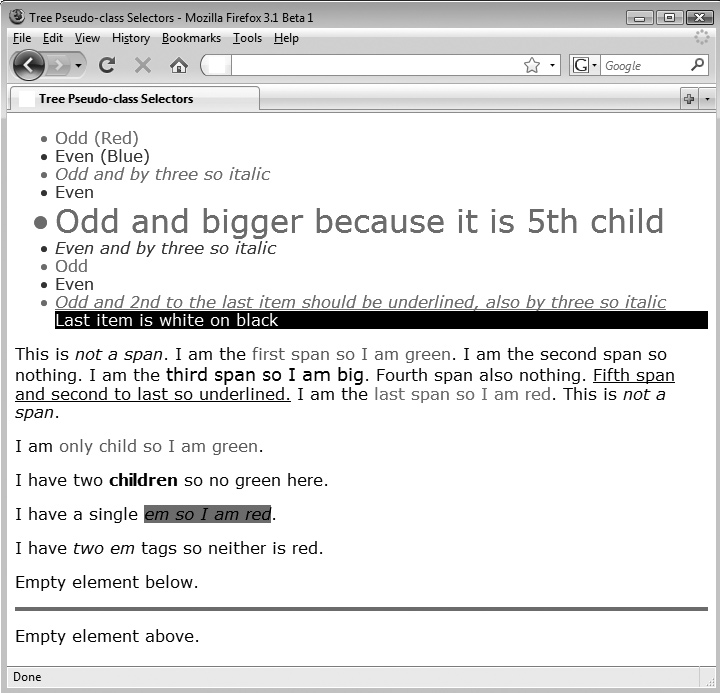 Tree Pseudo-class Selectors - Mozilla Firefox 3.1 Beta 1
File Edit View History Bookmarks Tools Help
G Google
Tree Pseudo-class Selectors
Odd (Red)
Even (Blue)
Odd and by three so italic
Even
Odd and bigger because it is 5th child
Even and by three so italic
Odd
Even
Odd and 2nd to the last item should be underlined, also by three so italic
Last item is white on black
This is not a span. I am the first span so I am green. I am the second span so
nothing. I am the third span so I am big. Fourth span also nothing. Fifth span
and second to last so underlined. I am the last span so I am red. This is not a
span.
I am only child so I am green.
I have two children so no green here.
I have a single em so I am red.
I have two em tags so neither is red.
Empty element below.
Empty element above.
Done